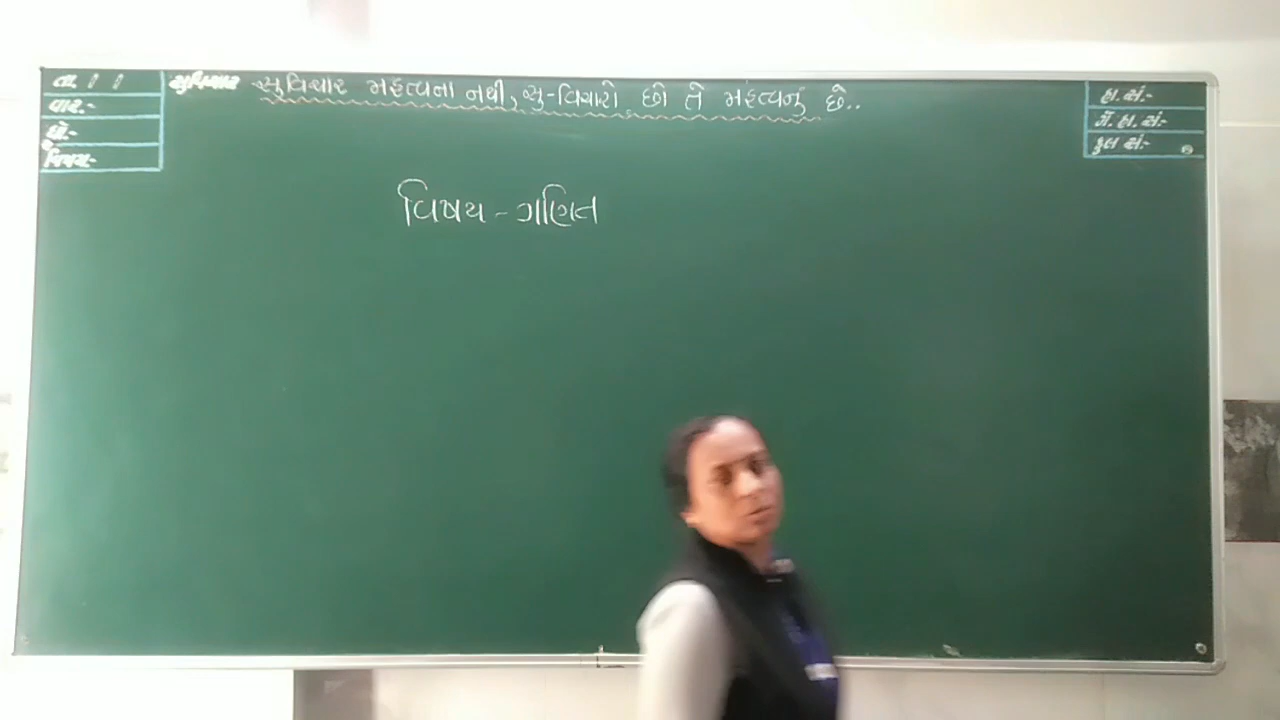 તા. / /
વાર.-
ધો.-
વિષય-
સુવિચાર સુવિચાર મહત્વના નથી, સુ-વિચારો છો તે મહત્વનું છે..
હા.સં.-
ગે. હા. સં.-
કુલ સં.-
વિષય - ગણિત